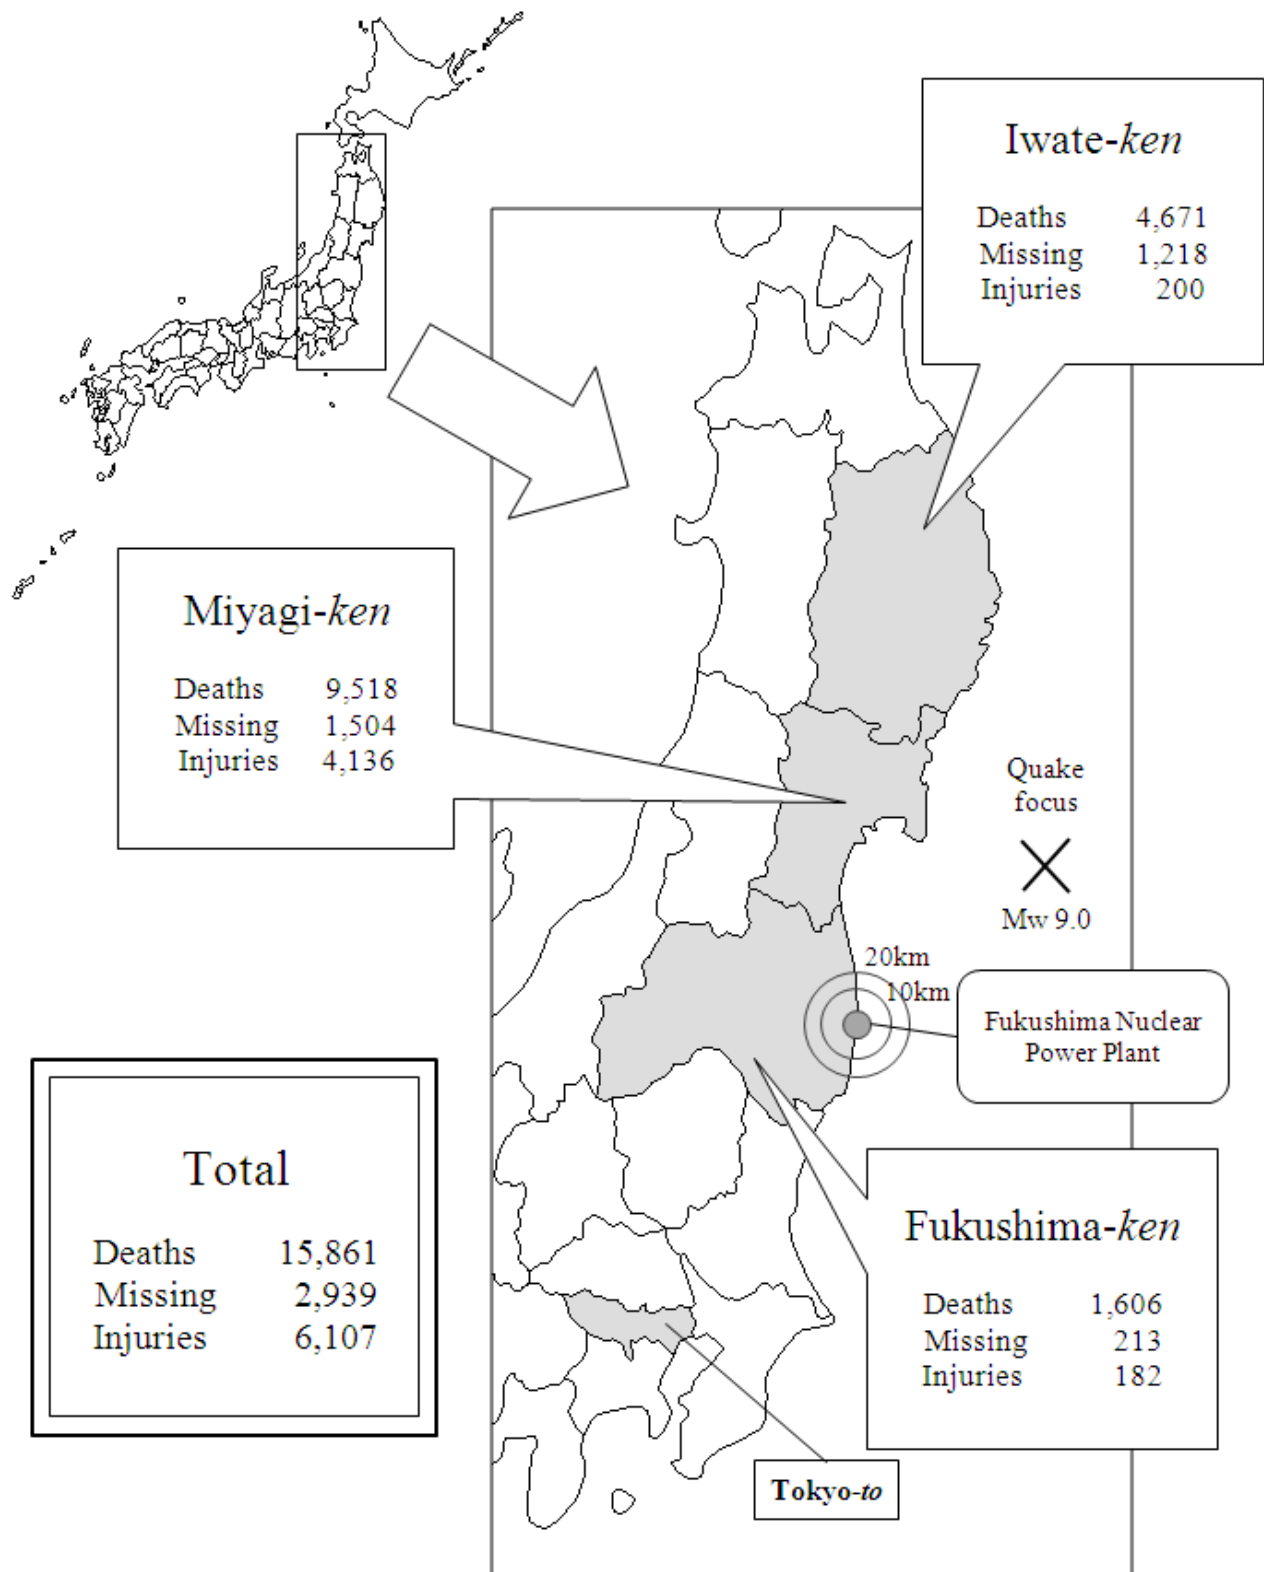 Iwate-ken
Deaths 4,671
Missing 1,218
Injuries 200
Miyagi-ken
Deaths 9,518
Missing 1,504
Injuries 4,136
Quake
focus
Mw 9.0
20km
10km
Fukushima Nuclear
Power Plant
Total
Deaths 15,861
Missing 2,939
Injuries 6,107
Fukushima-ken
Deaths 1,606
Missing 213
Injuries 182
Tokyo-to